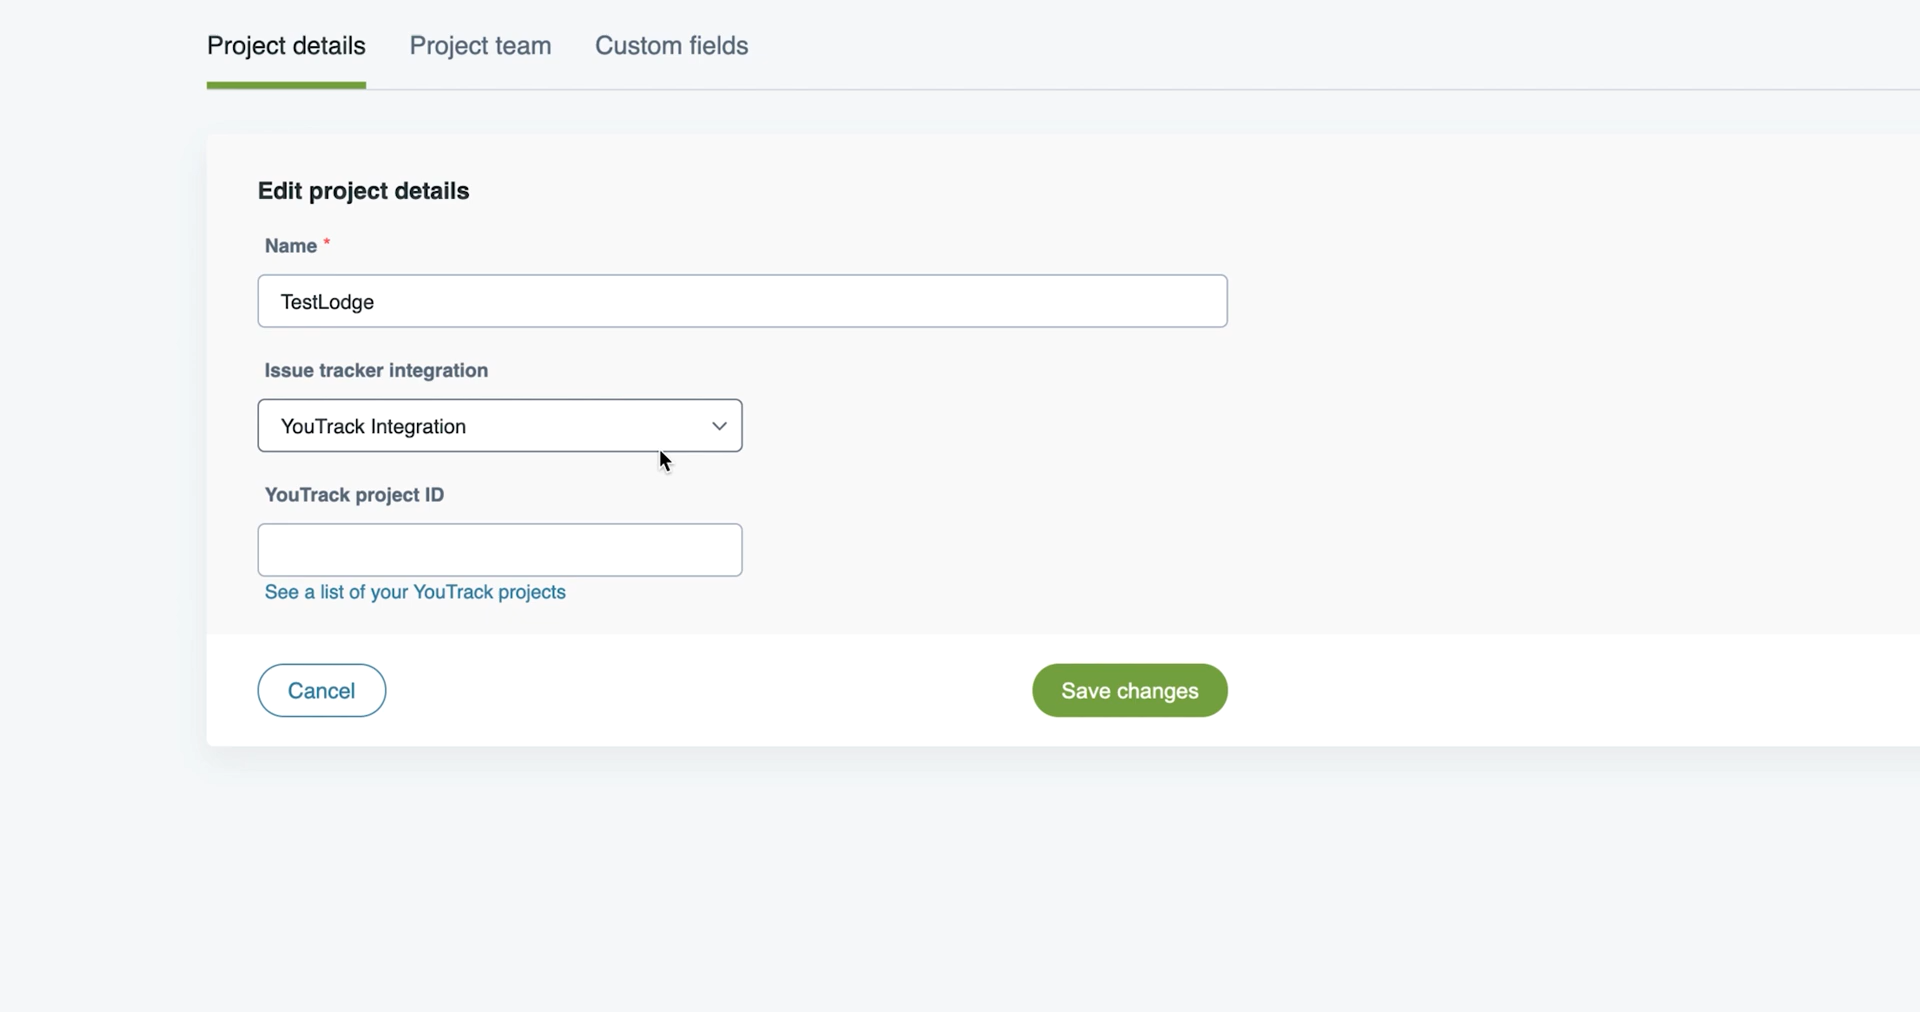 Project details Project team Custom fields
Edit project details
Name *
TestLodge
Issue tracker integration
YouTrack Integration
YouTrack project ID
See a list of your YouTrack projects
Cancel Save changes